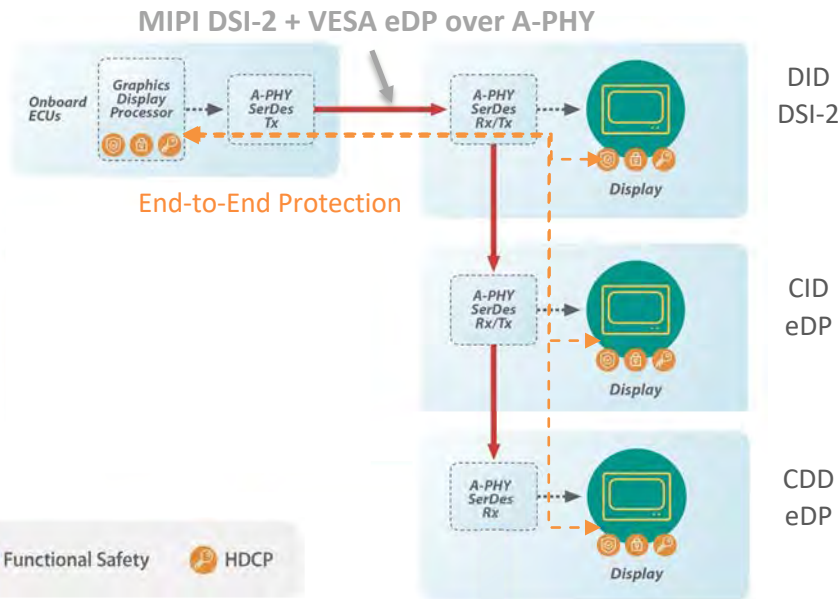 MIPI DSI-2 + VESA eDP over A-PHY
Onboard
ECUs
Graphics
Display
Processor
A-PHY
SerDes
Tx
A-PHY
SerDes
Rx/Tx
Display
DID
DSI-2
End-to-End Protection
A-PHY
SerDes
Rx/Tx
Display
CID
eDP
A-PHY
SerDes
Rx
Display
CDD
eDP
Functional Safety
HDCP